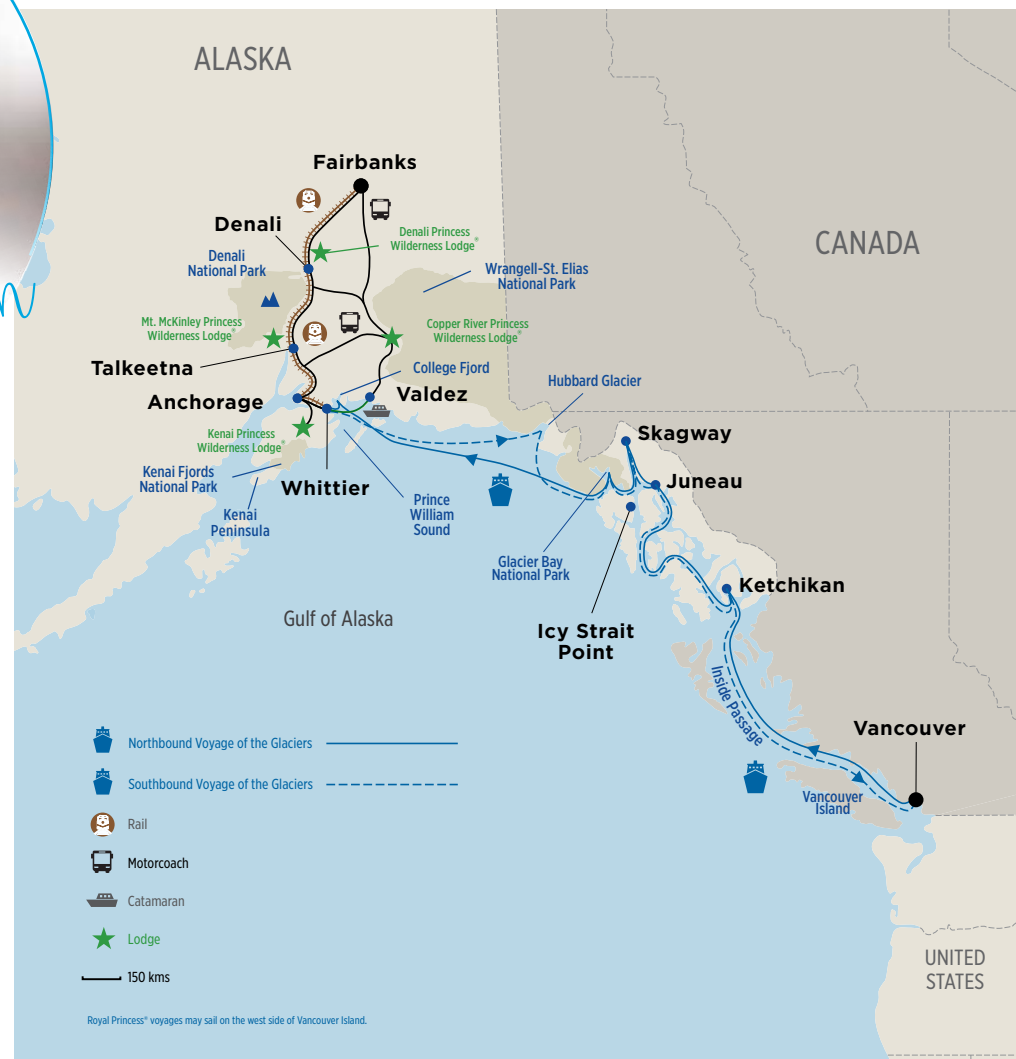 ALASKA
Fairbanks
Denali
Denali Princess
Wilderness Lodge®
CANADA
Denali
National Park
Wrangell-St. Elias
National Park
Mt. McKinley Princess
Wilderness Lodge®
Copper River Princess
Wilderness Lodge®
Talkeetna
College Fjord
Hubbard Glacier
Anchorage
Valdez
Kenai Princess
Wilderness Lodge®
Skagway
Kenai Fjords
National Park
Whittier
Juneau
Kenai
Peninsula
Prince
William
Sound
Glacier Bay
National Park
Ketchikan
Gulf of Alaska
Icy Strait
Point
Inside Passage
Vancouver
Northbound Voyage of the Glaciers
Southbound Voyage of the Glaciers
Vancouver
Island
Rail
Motorcoach
Catamaran
Lodge
150 kms
UNITED
STATES
Royal Princess® voyages may sail on the west side of Vancouver Island.